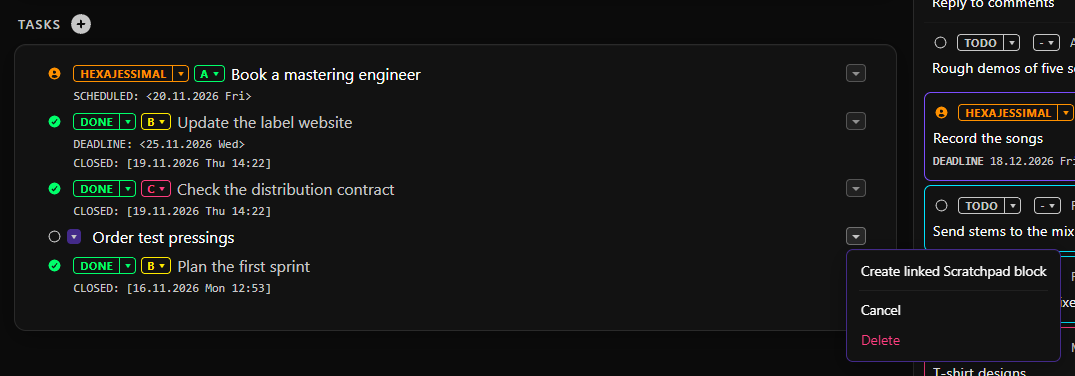 TASKS
HEXAJESSIMAL A Book a mastering engineer
SCHEDULED: <20.11.2026 Fri>
DONE B Update the label website
DEADLINE: <25.11.2026 Wed>
CLOSED: [19.11.2026 Thu 14:22]
DONE C Check the distribution contract
CLOSED: [19.11.2026 Thu 14:22]
Order test pressings
DONE B Plan the first sprint
CLOSED: [16.11.2026 Mon 12:53]
Create linked Scratchpad block
Cancel
Delete
Reply to comments
TODO -
Rough demos of five
HEXAJESSIMAL
Record the songs
DEADLINE 18.12.2026 Fri
TODO -
Send stems to the mix
T-shirt designs